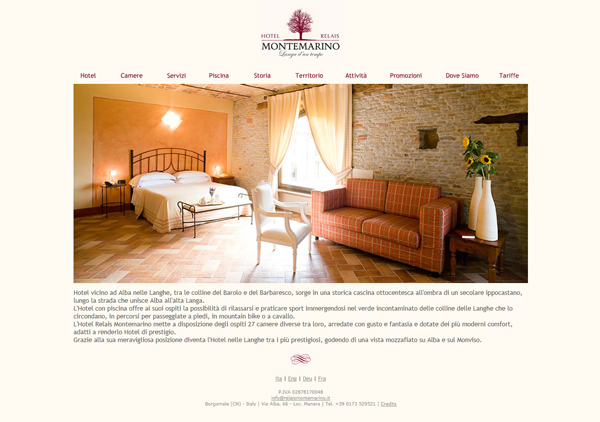 HOTEL RELAIS
MONTEMARINO
Langa d'un tempo
Hotel Camere Servizi Piscina Storia Territorio Attività Promozioni Dove Siamo Tariffe
Hotel vicino ad Alba nelle Langhe, tra le colline del Barolo e del Barbaresco, sorge in una storica cascina ottocentesca all'ombra di un secolare ippocastano,
lungo la strada che unisce Alba all'alta Langa.
L'Hotel con piscina offre ai suoi ospiti la possibilità di rilassarsi e praticare sport immergendosi nel verde incontaminato delle colline delle Langhe che lo
circondano, in percorsi per passeggiate a piedi, in mountain bike o a cavallo.
L'Hotel Relais Montemarino mette a disposizione degli ospiti 27 camere diverse tra loro, arredate con gusto e fantasia e dotate dei più moderni comfort,
adatti a renderlo Hotel di prestigio.
Grazie alla sua meravigliosa posizione diventa l'Hotel nelle Langhe tra i più prestigiosi, godendo di una vista mozzafiato su Alba e sul Monviso.
Ita | Eng | Deu | Fra
P.IVA 02878170048
info@relaismontemarino.it
Borgomale (CN) - Italy | Via Alba, 66 - Loc. Manera | Tel. +39 0173 529521 | Credits